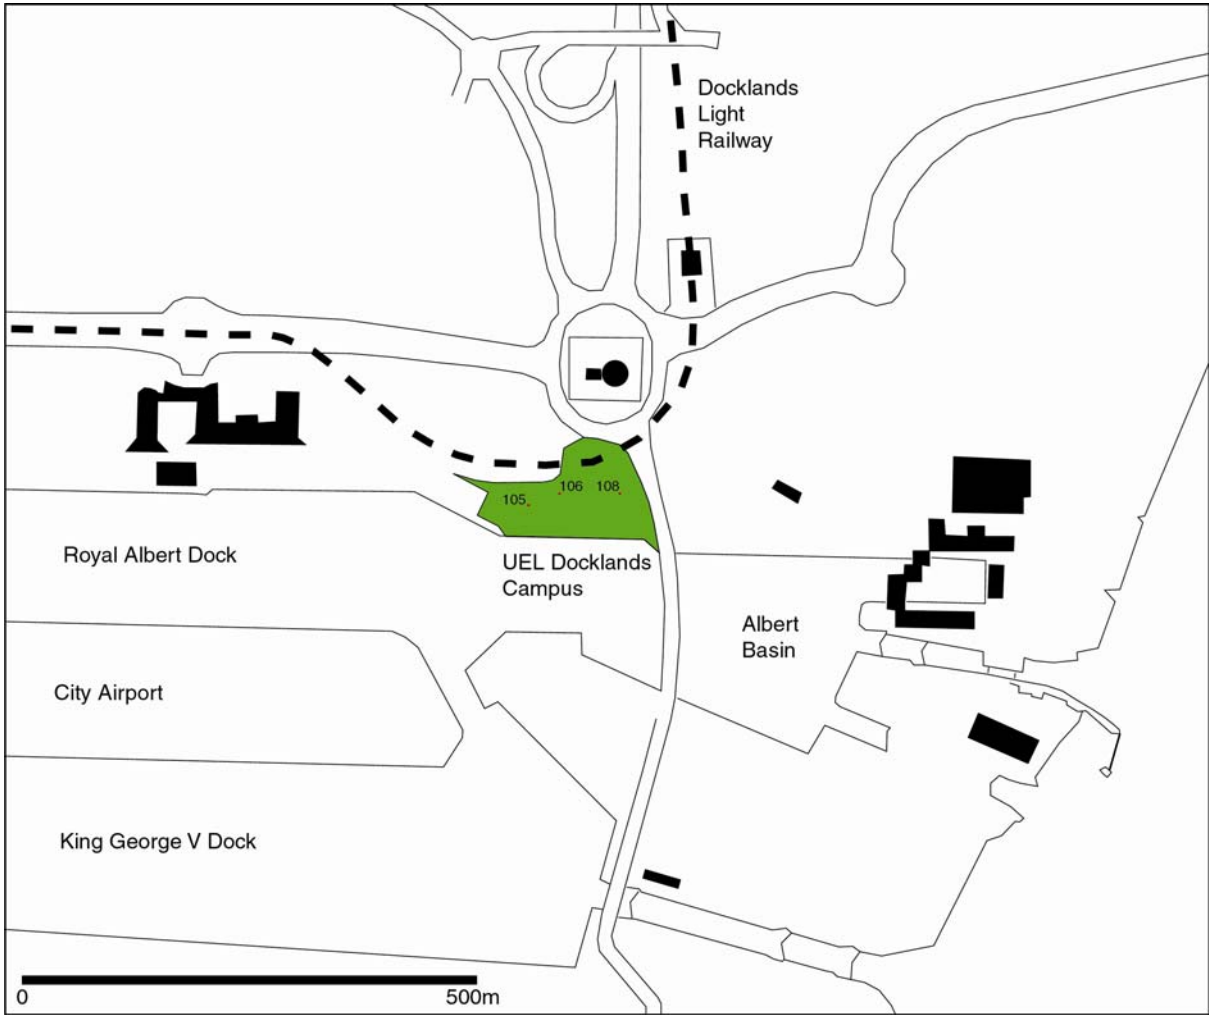 Docklands
Light
Railway
105
106
108
Royal Albert Dock
UEL Docklands
Campus
Albert
Basin
City Airport
King George V Dock
0
500m